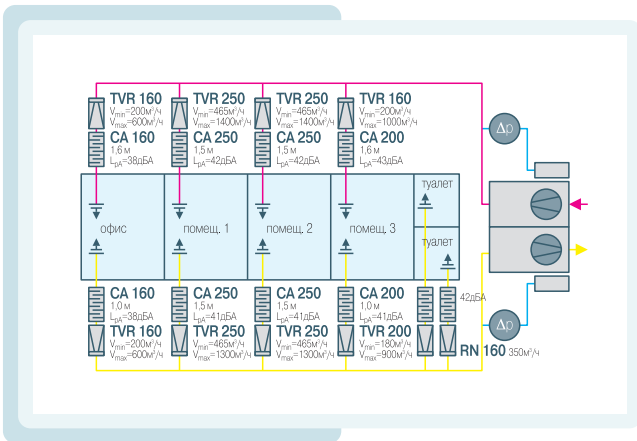 TVR 160
Vmin=200м³/ч
Vmax=600м³/ч
CA 160
1,6 м
LpA=38дБА
TVR 250
Vmin=465м³/ч
Vmax=1400м³/ч
CA 250
1,5 м
LpA=42дБА
TVR 250
Vmin=465м³/ч
Vmax=1400м³/ч
CA 250
1,5 м
LpA=42дБА
TVR 160
Vmin=200м³/ч
Vmax=1000м³/ч
CA 200
1,6 м
LpA=43дБА
Δp
офис
помещ. 1
помещ. 2
помещ. 3
туалет
туалет
CA 160
1,0 м
LpA=38дБА
TVR 160
Vmin=200м³/ч
Vmax=600м³/ч
CA 250
1,5 м
LpA=41дБА
TVR 250
Vmin=465м³/ч
Vmax=1300м³/ч
CA 250
1,5 м
LpA=41дБА
TVR 250
Vmin=465м³/ч
Vmax=1300м³/ч
CA 200
1,0 м
LpA=41дБА
TVR 200
Vmin=180м³/ч
Vmax=900м³/ч
42дБА
RN 160 350м³/ч
Δp